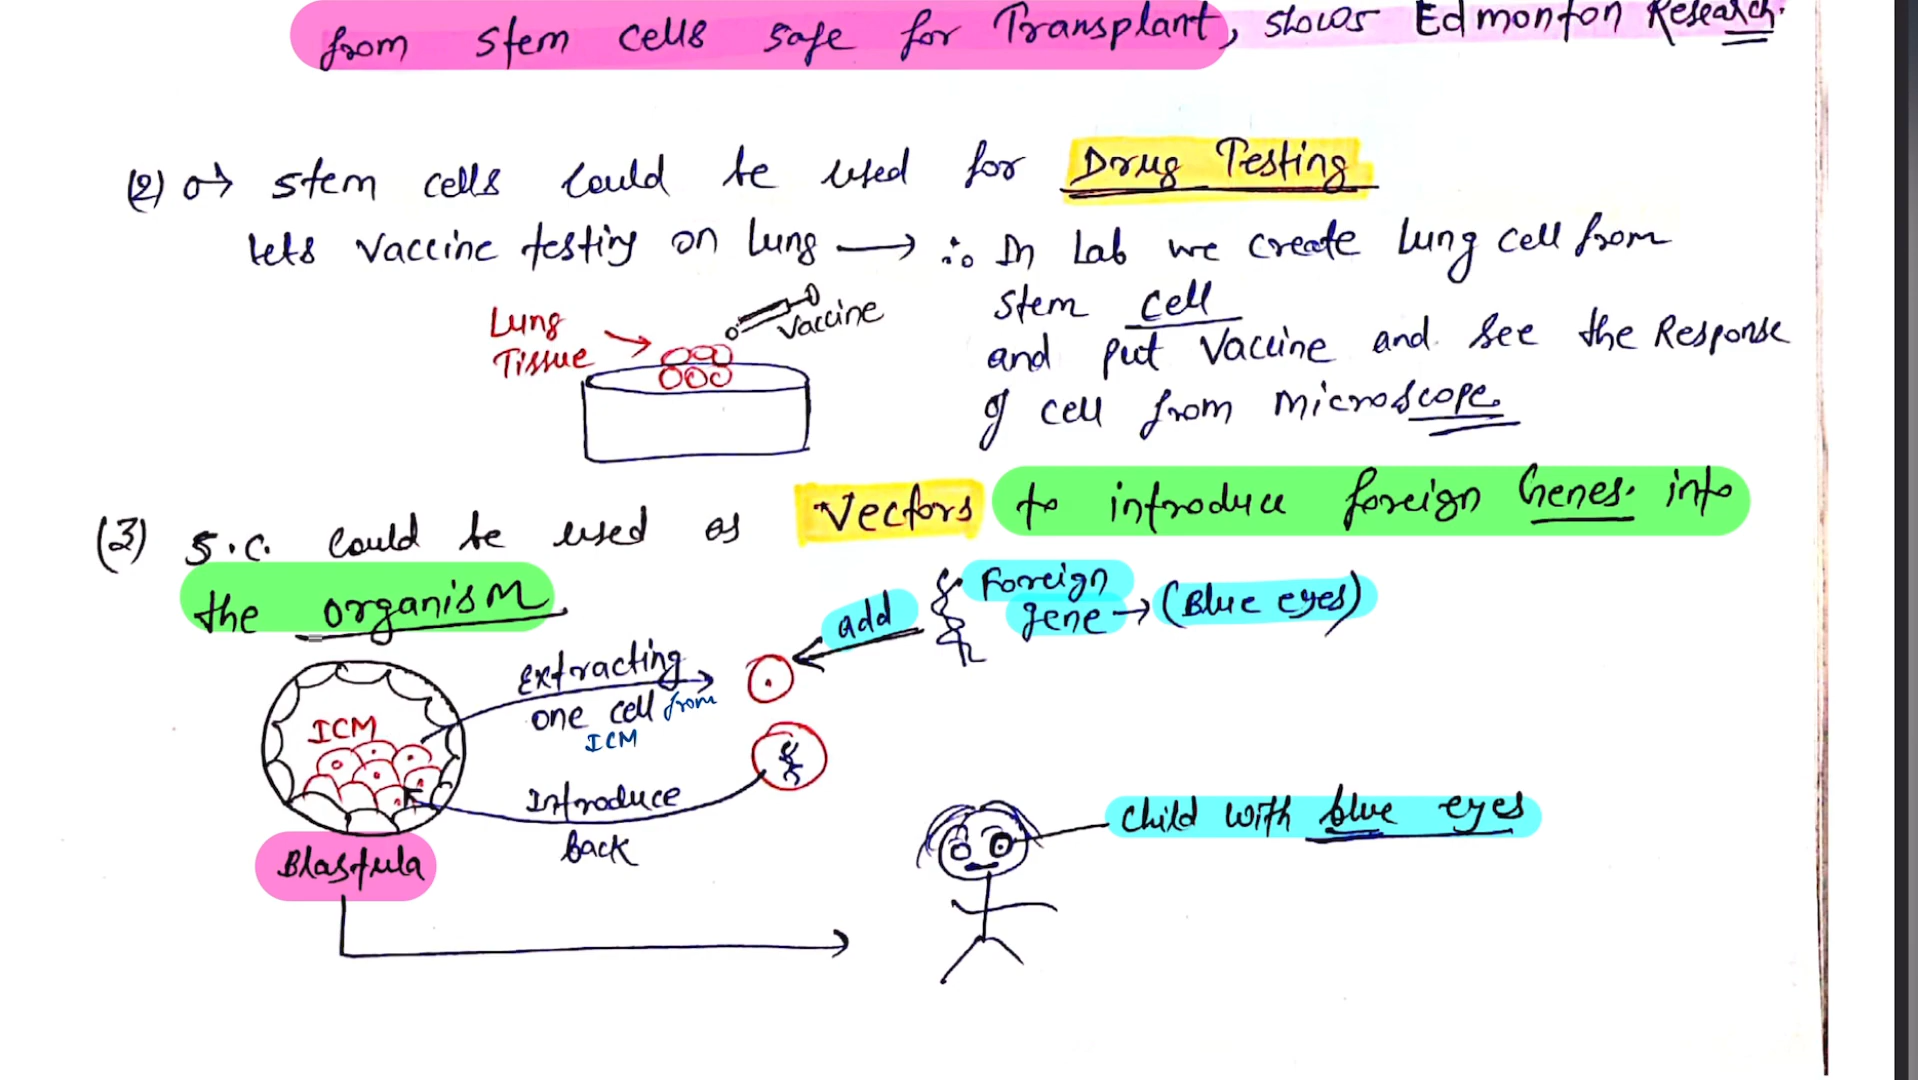 from stem cells safe for Transplant, shows Edmonton Research.
(2) → stem cells could be used for Drug Testing
lets vaccine testing on lung → ∴ In Lab we create lung cell from
stem cell
and put vaccine and see the Response
of cell from microscope.
Lung
Tissue
Vaccine
(3) S.C. could be used as Vectors to introduce foreign Genes. into
the organism
add
Foreign
gene → (Blue eyes)
Extracting
one cell from
ICM
ICM
Introduce
back
Blastula
child with blue eyes